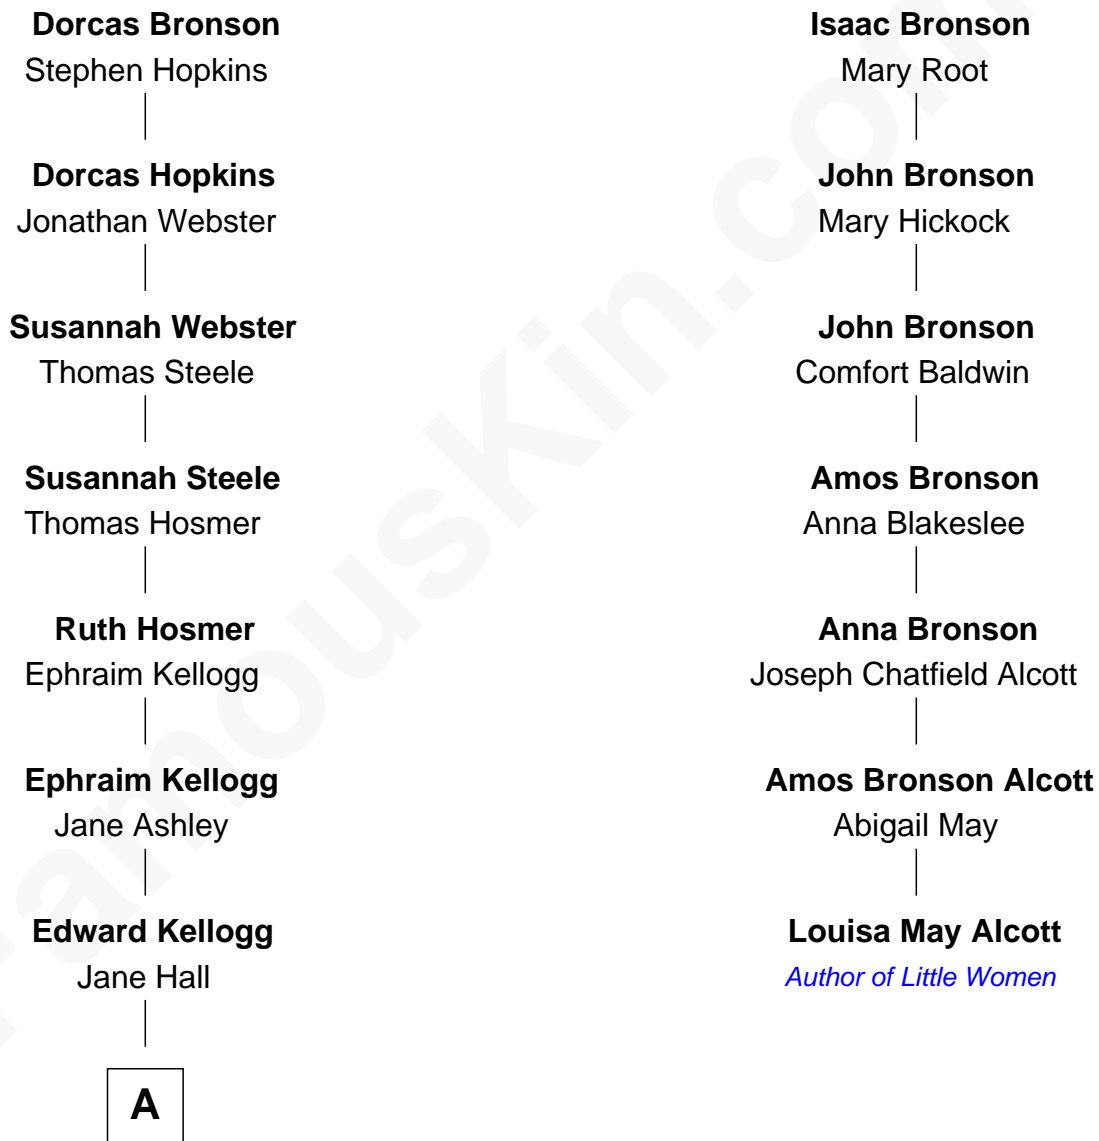 Dorcas Bronson
Stephen Hopkins
Dorcas Hopkins
Jonathan Webster
Susannah Webster
Thomas Steele
Susannah Steele
Thomas Hosmer
Ruth Hosmer
Ephraim Kellogg
Ephraim Kellogg
Jane Ashley
Edward Kellogg
Jane Hall
A
Isaac Bronson
Mary Root
John Bronson
Mary Hickock
John Bronson
Comfort Baldwin
Amos Bronson
Anna Blakeslee
Anna Bronson
Joseph Chatfield Alcott
Amos Bronson Alcott
Abigail May
Louisa May Alcott
Author of Little Women
FamousKin.com